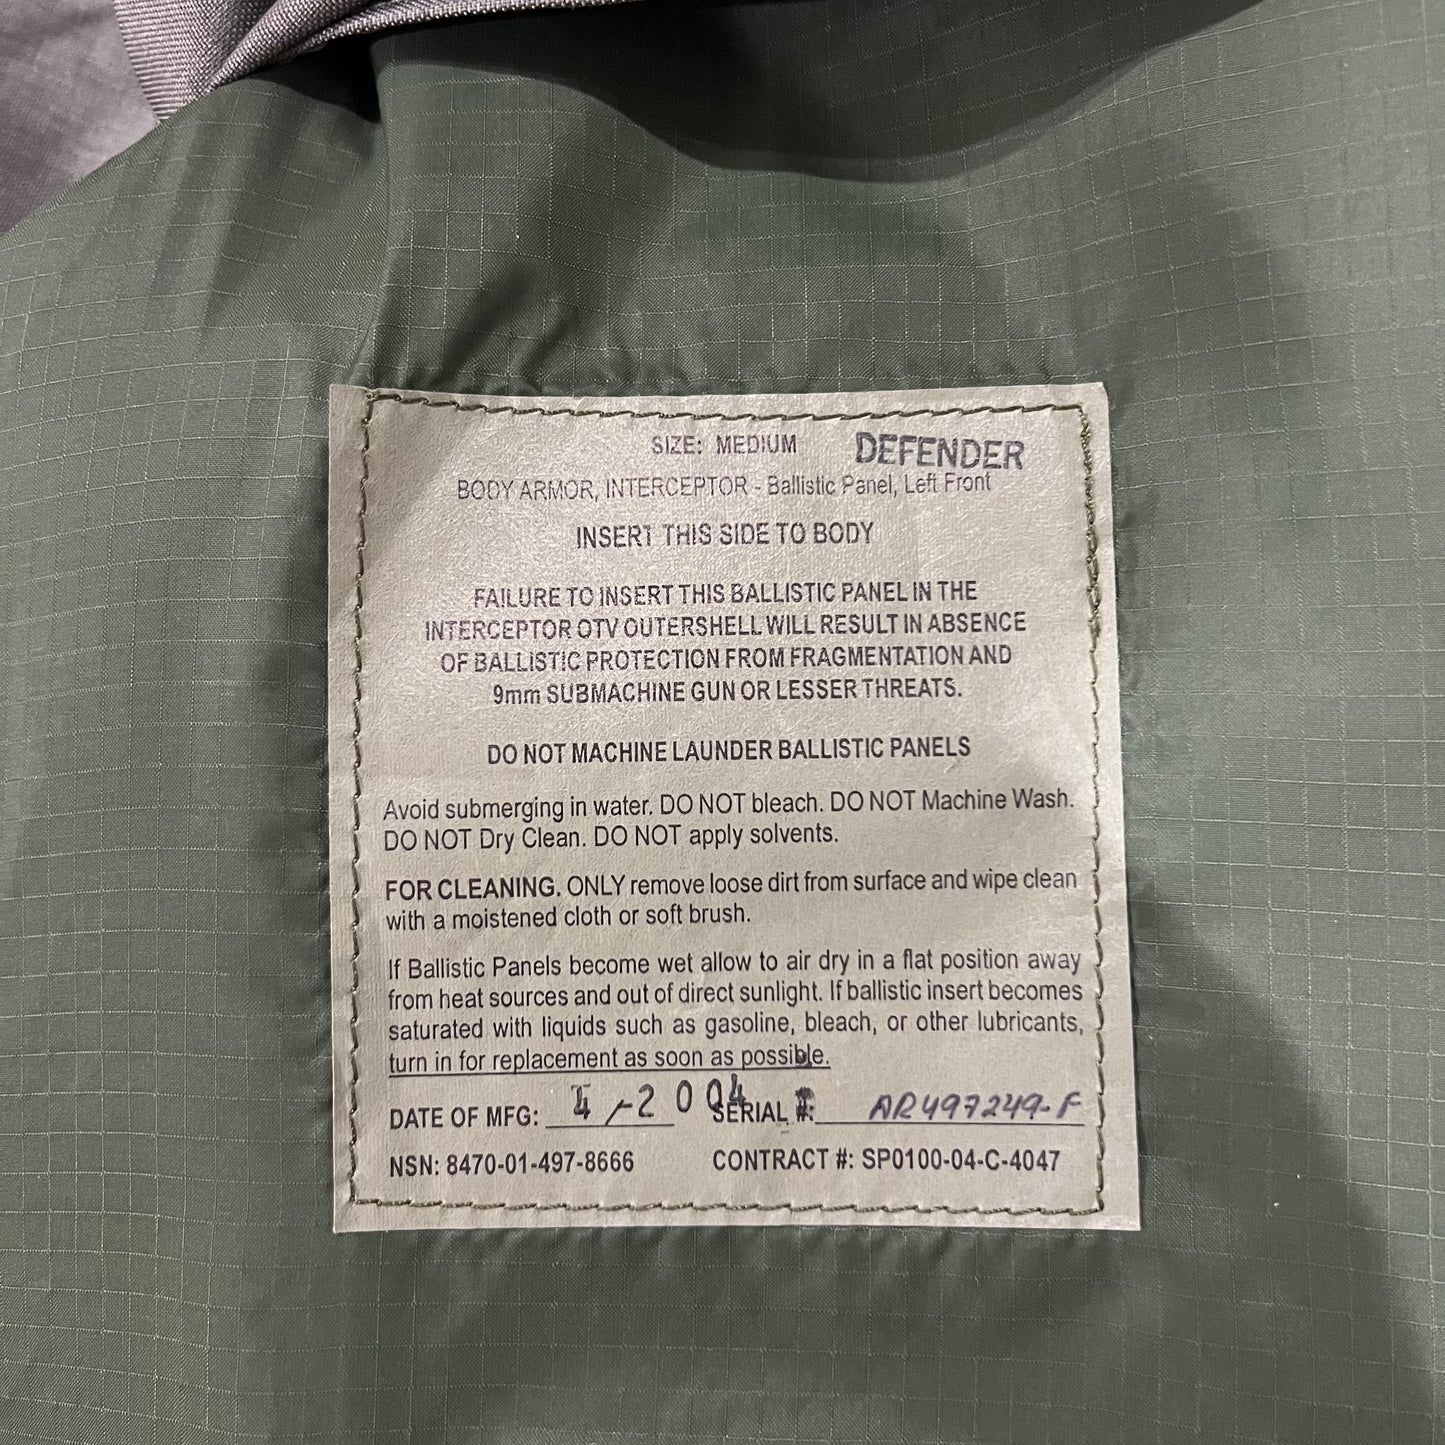 SIZE: MEDIUM DEFENDER
BODY ARMOR, INTERCEPTOR - Ballistic Panel, Left Front
INSERT THIS SIDE TO BODY
FAILURE TO INSERT THIS BALLISTIC PANEL IN THE
INTERCEPTOR OTV OUTERSHELL WILL RESULT IN ABSENCE
OF BALLISTIC PROTECTION FROM FRAGMENTATION AND
9mm SUBMACHINE GUN OR LESSER THREATS.
DO NOT MACHINE LAUNDER BALLISTIC PANELS
Avoid submerging in water. DO NOT bleach. DO NOT Machine Wash.
DO NOT Dry Clean. DO NOT apply solvents.
FOR CLEANING. ONLY remove loose dirt from surface and wipe clean
with a moistened cloth or soft brush.
If Ballistic Panels become wet allow to air dry in a flat position away
from heat sources and out of direct sunlight. If ballistic insert becomes
saturated with liquids such as gasoline, bleach, or other lubricants,
turn in for replacement as soon as possible.
DATE OF MFG: 4-2004 SERIAL #: AR497249-F
NSN: 8470-01-497-8666 CONTRACT #: SP0100-04-C-4047